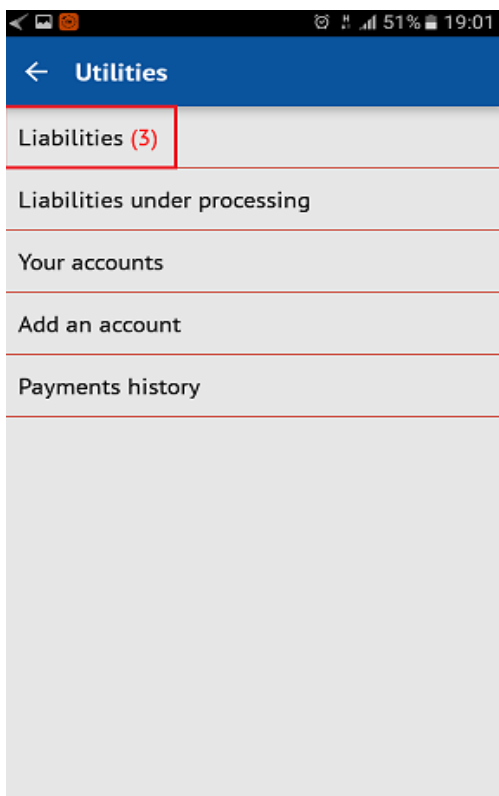 51% 19:01
Utilities
Liabilities (3)
Liabilities under processing
Your accounts
Add an account
Payments history